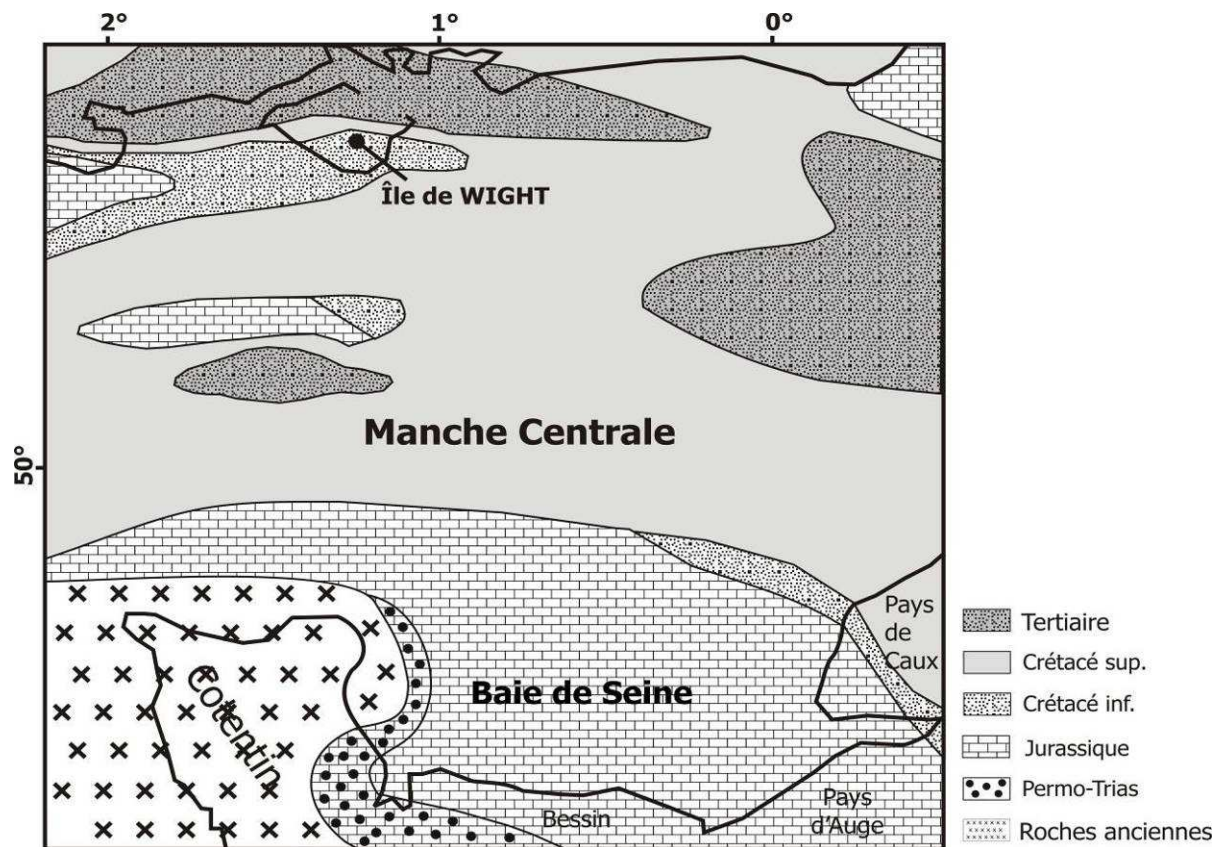 2°
1°
0°
Île de WIGHT
Manche Centrale
50°
Pays
de
Caux
Baie de Seine
Cotentin
Bessin
Pays
d'Auge
Tertiaire
Crétacé sup.
Crétacé inf.
Jurassique
Permo-Trias
Roches anciennes